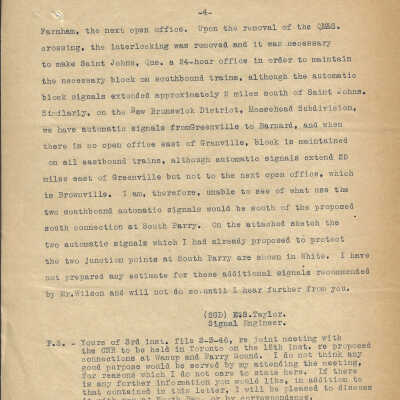 -4-
Farnham, the next open office. Upon the removal of the QM&S.
crossing, the interlocking was removed and it was necessary
to make Saint Johns, Que. a 24-hour office in order to maintain
the necessary block on southbound trains, although the automatic
block signals extended approximately 2 miles south of Saint Johns.
Similarly, on the New Brunswick District, Moosehead Subdivision,
we have automatic signals fromGreenville to Barnard, and when
there is no open office east of Granville, block is maintained
on all eastbound trains, although automatic signals extend 20
miles east of Greenville but not to the next open office, which
is Brownville. I am, therefore, unable to see of what use the
two southbound automatic signals would be south of the proposed
south connection at South Parry. On the attached sketch the
two automatic signals which I had already proposed to protect
the two junction points at South Parry are shown in White. I have
not prepared any estimate for these additional signals recommended
by Mr.Wilson and will not do so until I hear further from you.
(SGD) E.S.Taylor.
Signal Engineer.
P.S. - Yours of 3rd inst. file 2-3-46, re joint meeting with
the CNR to be held in Toronto on the 12th inst. re proposed
connections at Wanup and Parry Sound. I do not think any
good purpose would be served by my attending the meeting,
for reasons which I do not care to state here. If there
is any further information you would like, in addition to
that contained in this letter, I will be pleased to discuss
or by correspondence.